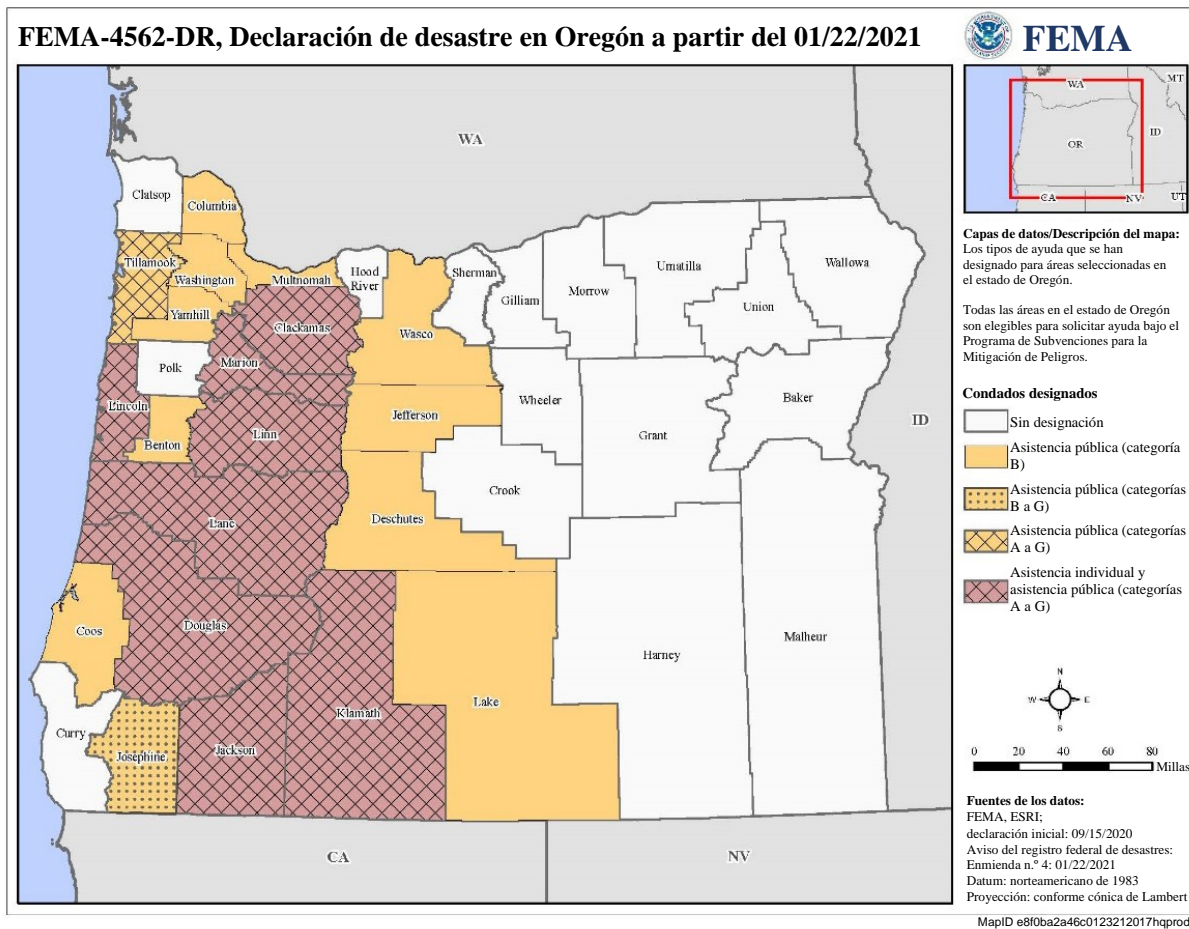 FEMA-4562-DR, Declaración de desastre en Oregón a partir del 01/22/2021
FEMA
WA
MT
OR
ID
CA
NV
UT
WA
Clatsop
Columbia
Tillamook
Washington
Multnomah
Hood
River
Sherman
Gilliam
Morrow
Umatilla
Wallowa
Union
Yamhill
Clackamas
Wasco
Polk
Marion
Lincoln
Jefferson
Wheeler
Grant
Baker
ID
Benton
Linn
Crook
Lane
Deschutes
Coos
Douglas
Harney
Malheur
Curry
Josephine
Jackson
Klamath
Lake
CA
NV
Capas de datos/Descripción del mapa:
Los tipos de ayuda que se han
designado para áreas seleccionadas en
el estado de Oregón.
Todas las áreas en el estado de Oregón
son elegibles para solicitar ayuda bajo el
Programa de Subvenciones para la
Mitigación de Peligros.
Condados designados
Sin designación
Asistencia pública (categoría
B)
Asistencia pública (categorías
B a G)
Asistencia pública (categorías
A a G)
Asistencia individual y
asistencia pública (categorías
A a G)
N
W E
S
0 20 40 60 80
Millas
Fuentes de los datos:
FEMA, ESRI;
declaración inicial: 09/15/2020
Aviso del registro federal de desastres:
Enmienda n.º 4: 01/22/2021
Datum: norteamericano de 1983
Proyección: conforme cónica de Lambert
MapID e8f0ba2a46c0123212017hqprod